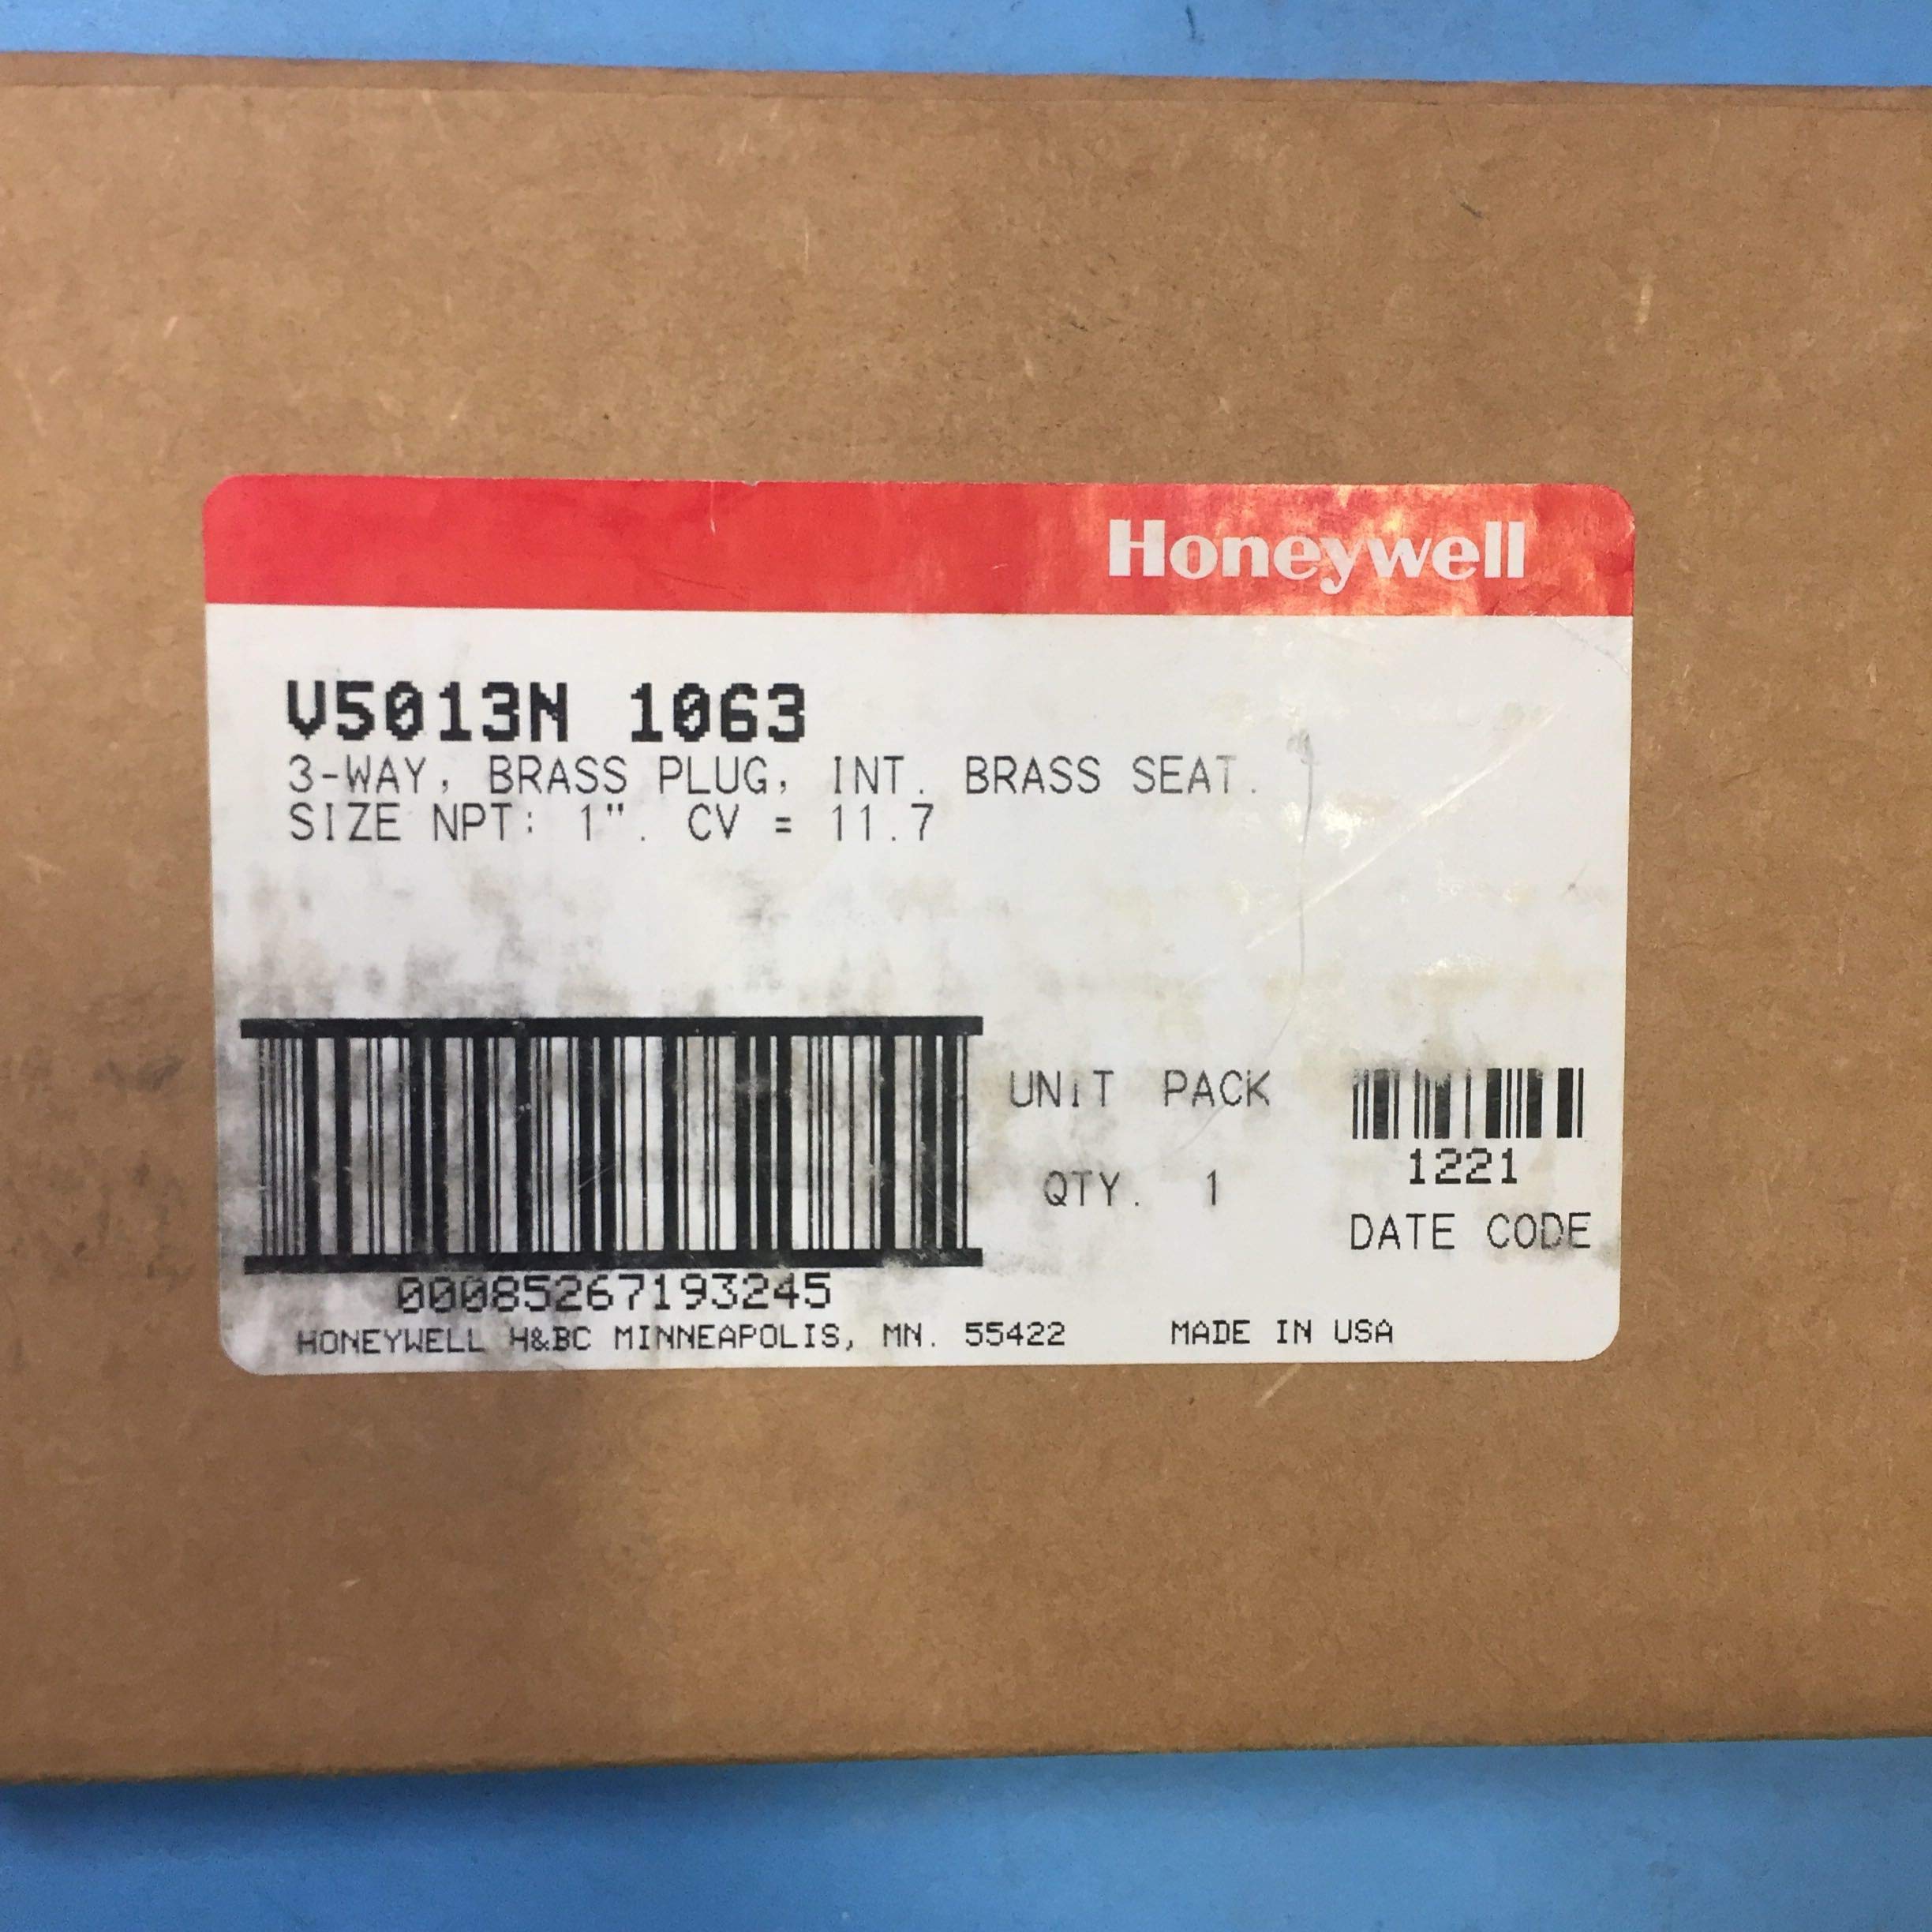 Honeywell
V5013N 1063
3-WAY, BRASS PLUG, INT. BRASS SEAT.
SIZE NPT: 1". CV = 11.7
UNIT PACK
QTY. 1
1221
DATE CODE
00085267193245
HONEYWELL H&BC MINNEAPOLIS, MN. 55422 MADE IN USA